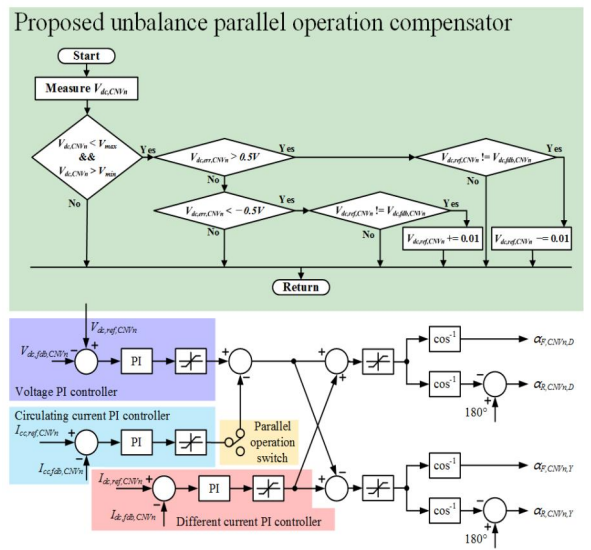 Proposed unbalance parallel operation compensator
Start
Measure V_dc,CNVn
V_dc,CNVn < V_max
&&
V_dc,CNVn > V_min
Yes
No
V_dc,err,CNVn > 0.5V
Yes
No
V_dc,ref,CNVn != V_dc,fdb,CNVn
Yes
No
V_dc,err,CNVn < −0.5V
Yes
No
V_dc,ref,CNVn != V_dc,fdb,CNVn
Yes
No
V_dc,ref,CNVn += 0.01
V_dc,ref,CNVn −= 0.01
Return
V_dc,ref,CNVn
V_dc,fdb,CNVn
−
+
PI
Voltage PI controller
+
−
+
+
cos⁻¹
α_F,CNVn,D
cos⁻¹
−
+
180°
α_R,CNVn,D
Circulating current PI controller
I_cc,ref,CNVn
+
−
I_cc,fdb,CNVn
PI
Parallel
operation
switch
I_dc,ref,CNVn
+
−
I_dc,fdb,CNVn
PI
Different current PI controller
−
+
cos⁻¹
α_F,CNVn,Y
cos⁻¹
−
+
180°
α_R,CNVn,Y